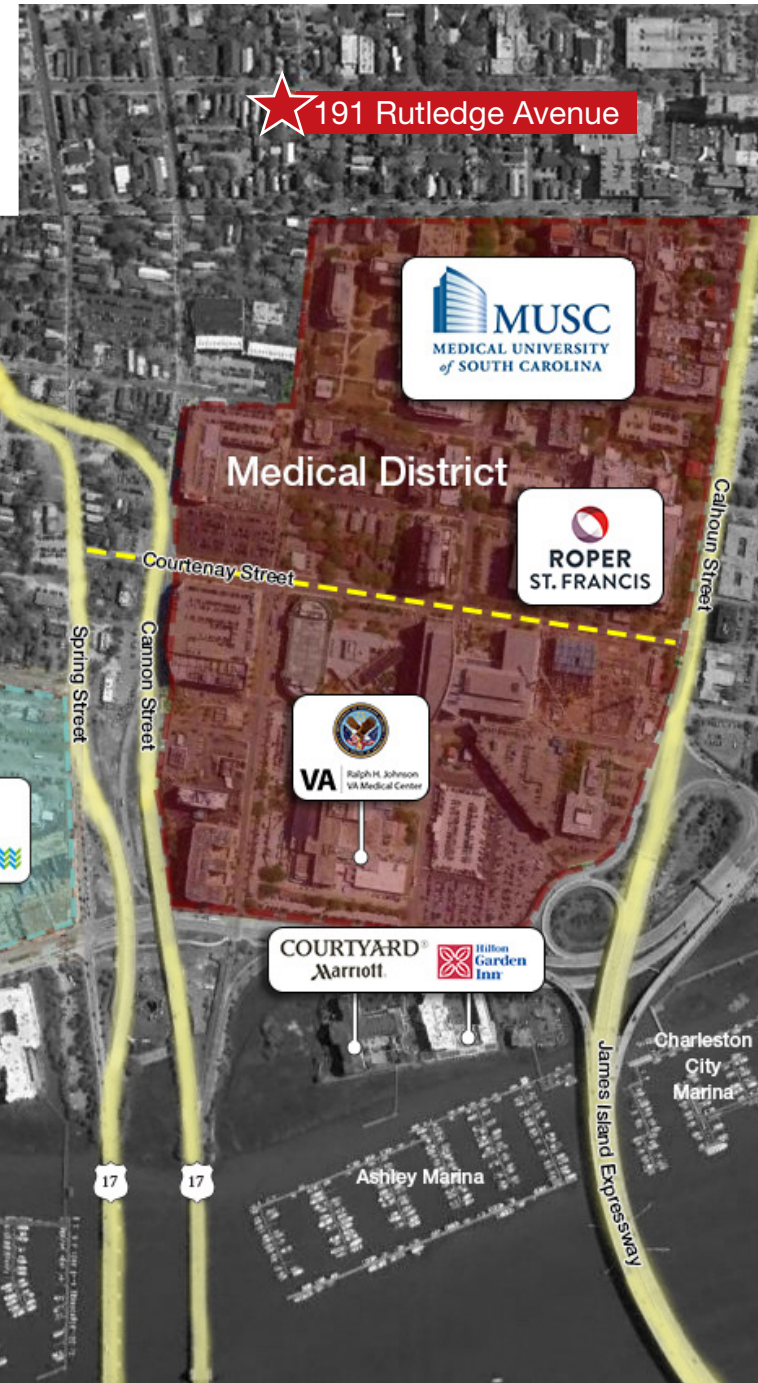 191 Rutledge Avenue
MUSC
MEDICAL UNIVERSITY
of SOUTH CAROLINA
Medical District
Calhoun Street
ROPER
ST. FRANCIS
Courtenay Street
Spring Street
Cannon Street
VA
Ralph H. Johnson
VA Medical Center
COURTYARD®
Marriott.
Hilton
Garden
Inn
Charleston
City
Marina
James Island Expressway
Ashley Marina
17
17